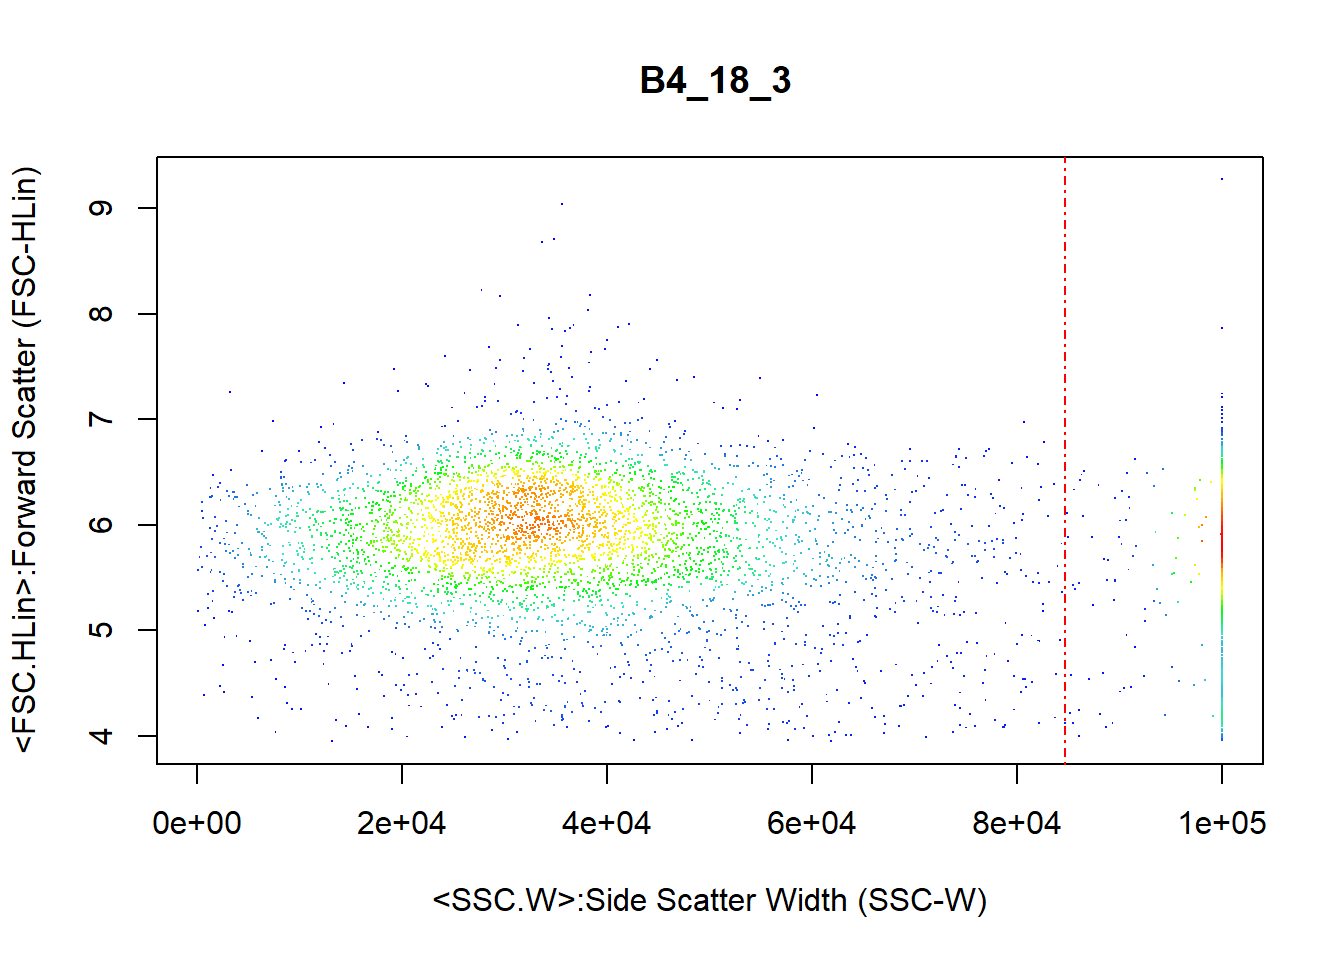 B4_18_3
<FSC.HLin>:Forward Scatter (FSC-HLin)
9
8
7
6
5
4
0e+00 2e+04 4e+04 6e+04 8e+04 1e+05
<SSC.W>:Side Scatter Width (SSC-W)